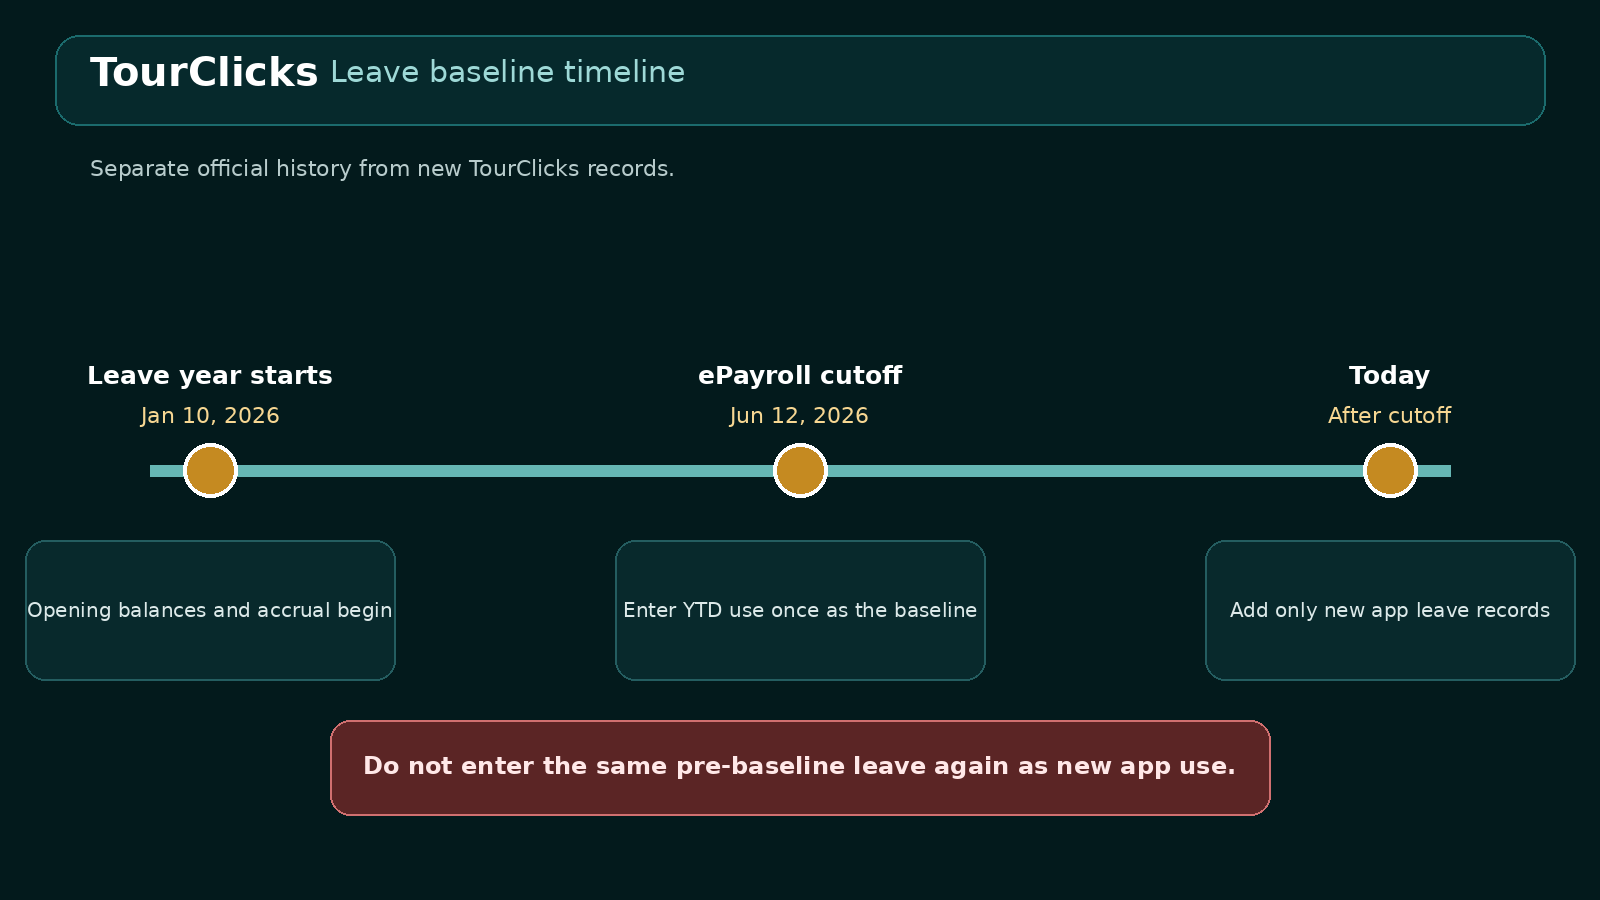 TourClicks Leave baseline timeline
Separate official history from new TourClicks records.
Leave year starts
Jan 10, 2026
Opening balances and accrual begin
ePayroll cutoff
Jun 12, 2026
Enter YTD use once as the baseline
Today
After cutoff
Add only new app leave records
Do not enter the same pre-baseline leave again as new app use.